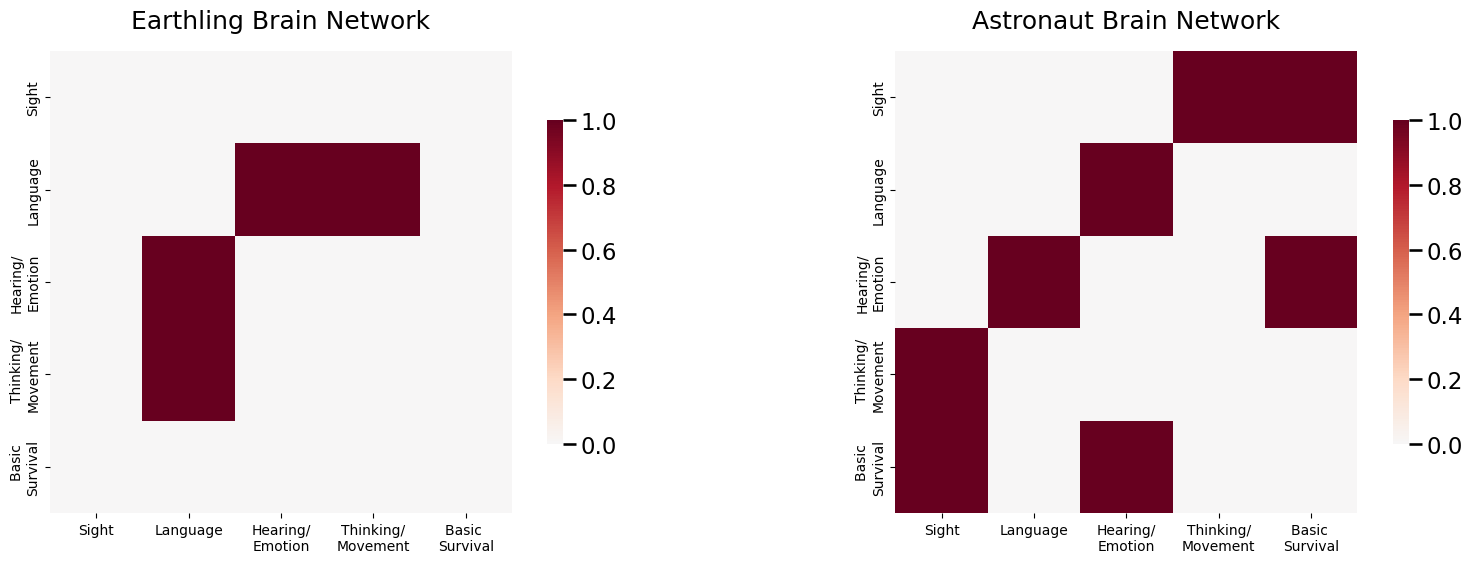 Earthling Brain Network
Sight
Language
Hearing/
Emotion
Thinking/
Movement
Basic
Survival
Sight
Language
Hearing/
Emotion
Thinking/
Movement
Basic
Survival
1.0
0.8
0.6
0.4
0.2
0.0
Astronaut Brain Network
Sight
Language
Hearing/
Emotion
Thinking/
Movement
Basic
Survival
Sight
Language
Hearing/
Emotion
Thinking/
Movement
Basic
Survival
1.0
0.8
0.6
0.4
0.2
0.0